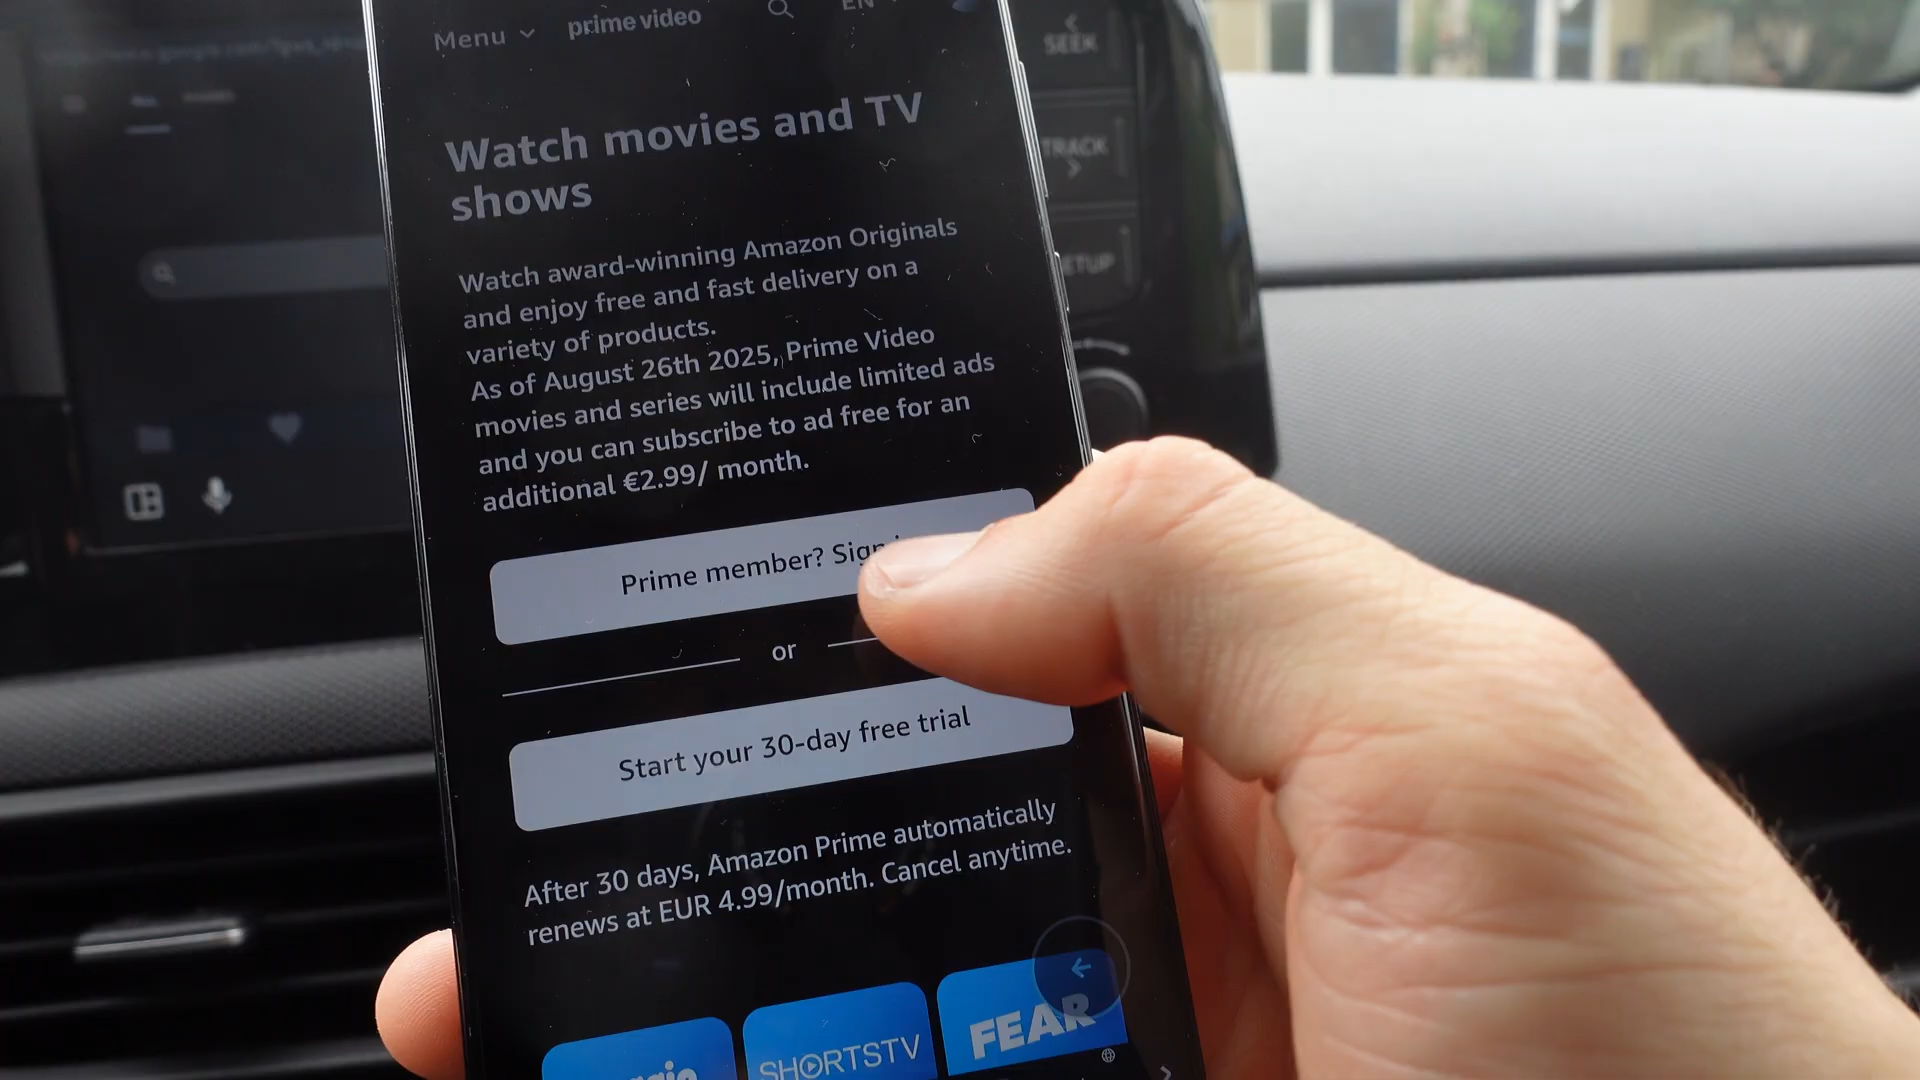 Menu
prime video
EN
Watch movies and TV
shows
Watch award-winning Amazon Originals
and enjoy free and fast delivery on a
variety of products.
As of August 26th 2025, Prime Video
movies and series will include limited ads
and you can subscribe to ad free for an
additional €2.99/ month.
Prime member? Sign
or
Start your 30-day free trial
After 30 days, Amazon Prime automatically
renews at EUR 4.99/month. Cancel anytime.
SHORTSTV
FEAR
SEEK
TRACK
SETUP